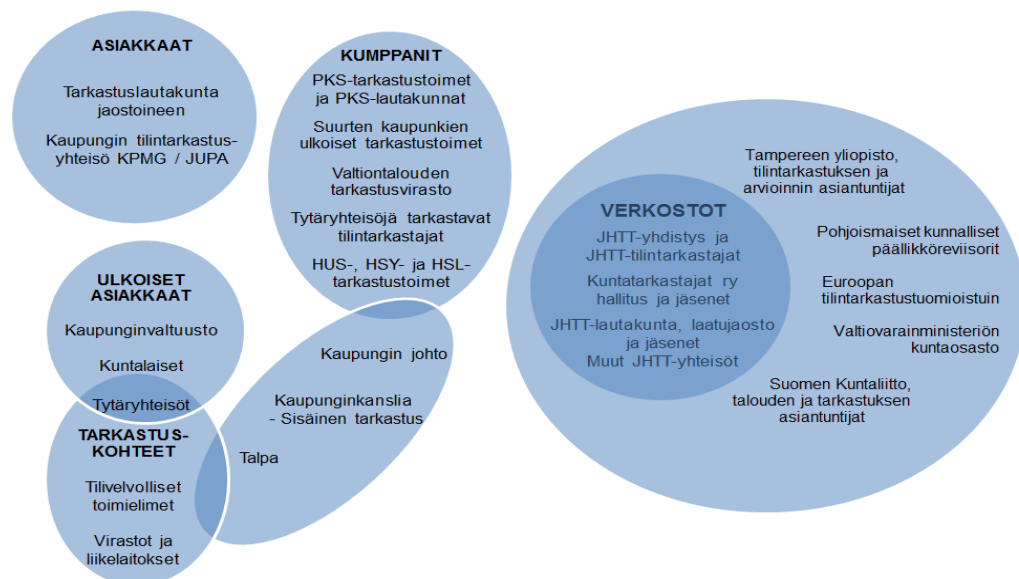 ASIAKKAAT
Tarkastuslautakunta
jaostoineen
Kaupungin tilintarkastus-
yhteisö KPMG / JUPA
KUMPPANIT
PKS-tarkastustoimet
ja PKS-lautakunnat
Suurten kaupunkien
ulkoiset tarkastustoimet
Valtiontalouden
tarkastusvirasto
Tytäryhteisöjä tarkastavat
tilintarkastajat
HUS-, HSY- ja HSL-
tarkastustoimet
ULKOISET
ASIAKKAAT
Kaupunginvaltuusto
Kuntalaiset
Tytäryhteisöt
TARKASTUS-
KOHTEET
Tilivelvolliset
toimielimet
Virastot ja
liikelaitokset
Kaupungin johto
Kaupunginkanslia
- Sisäinen tarkastus
Talpa
VERKOSTOT
JHTT-yhdistys ja
JHTT-tilintarkastajat
Kuntatarkastajat ry
hallitus ja jäsenet
JHTT-lautakunta, laatujaosto
ja jäsenet
Muut JHTT-yhteisöt
Tampereen yliopisto,
tilintarkastuksen ja
arvioinnin asiantuntijat
Pohjoismaiset kunnalliset
päällikköreviisorit
Euroopan
tilintarkastustuomioistuin
Valtiovarainministeriön
kuntaosasto
Suomen Kuntaliitto,
talouden ja tarkastuksen
asiantuntijat